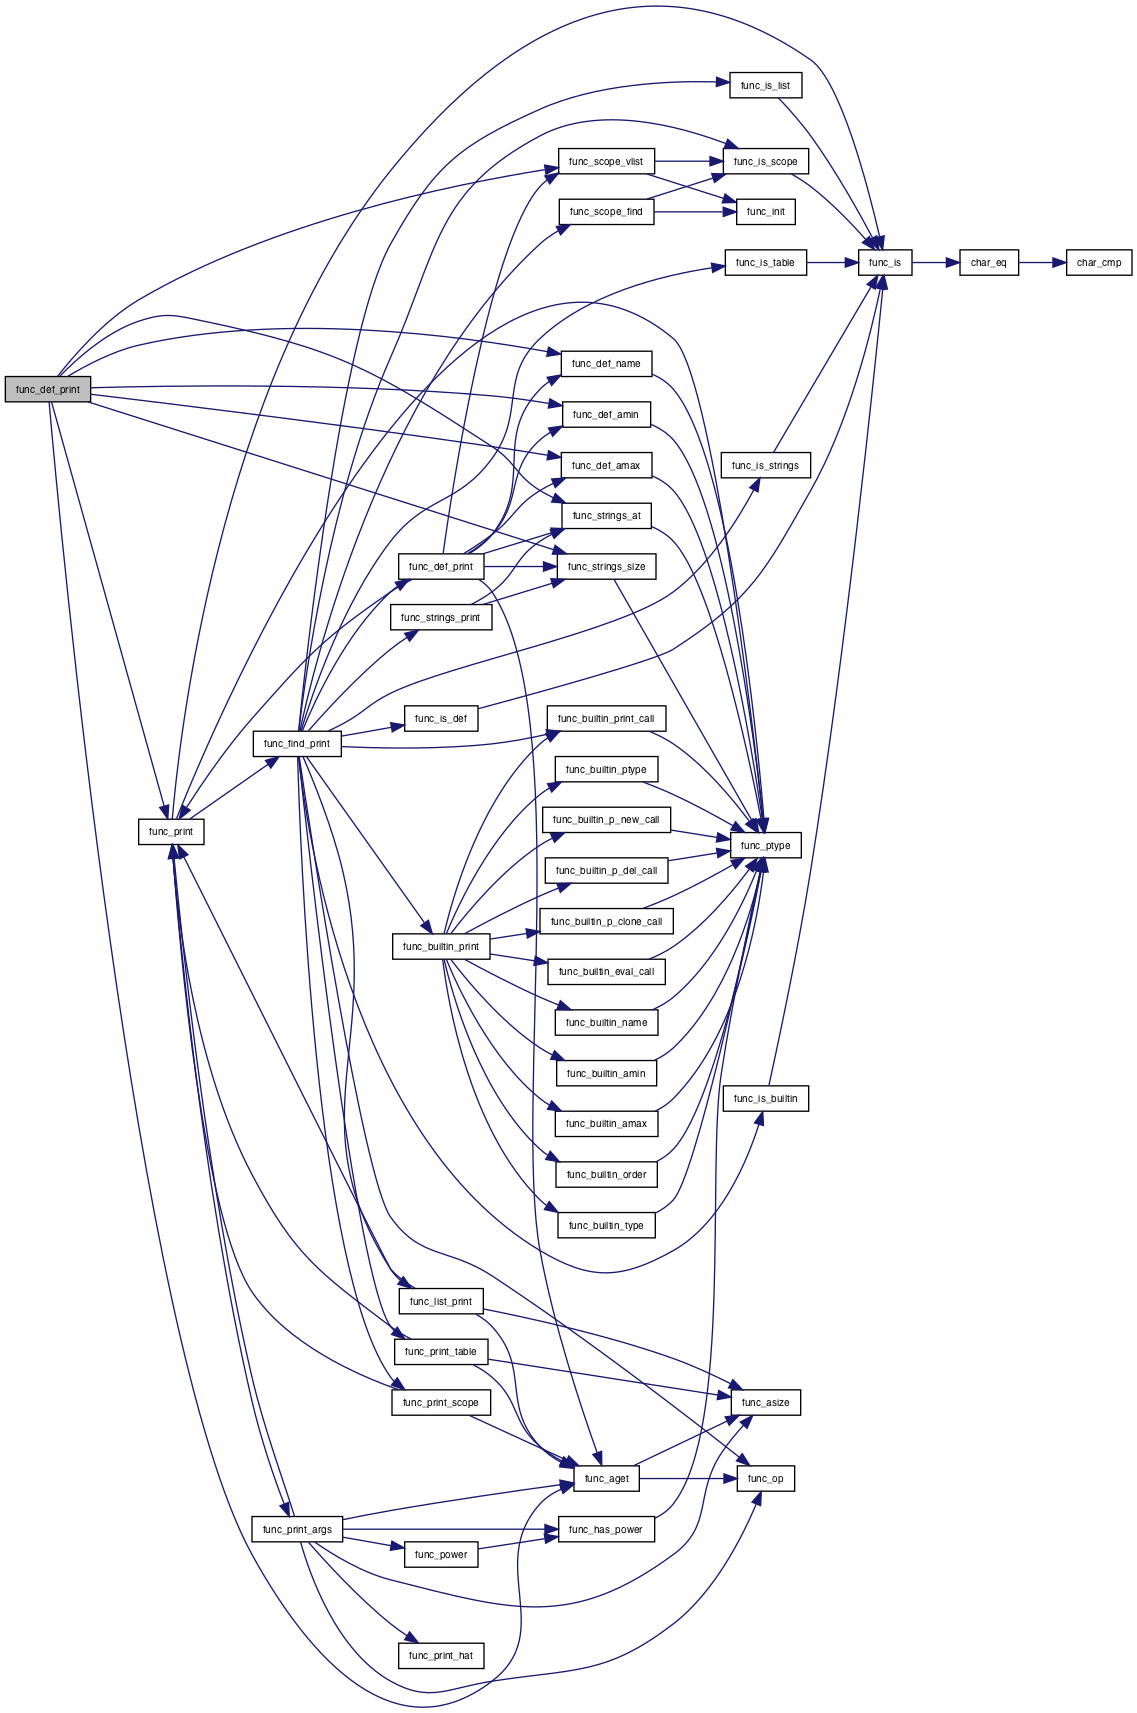 func_is_list
func_scope_vlist
func_is_scope
func_scope_find
func_init
func_is_table
func_is
char_eq
char_cmp
func_def_name
func_def_print
func_def_amin
func_def_amax
func_is_strings
func_strings_at
func_def_print
func_strings_size
func_strings_print
func_is_def
func_builtin_print_call
func_find_print
func_builtin_ptype
func_builtin_p_new_call
func_print
func_ptype
func_builtin_p_del_call
func_builtin_p_clone_call
func_builtin_print
func_builtin_eval_call
func_builtin_name
func_builtin_amin
func_is_builtin
func_builtin_amax
func_builtin_order
func_builtin_type
func_list_print
func_print_table
func_print_scope
func_asize
func_aget
func_op
func_print_args
func_has_power
func_power
func_print_hat